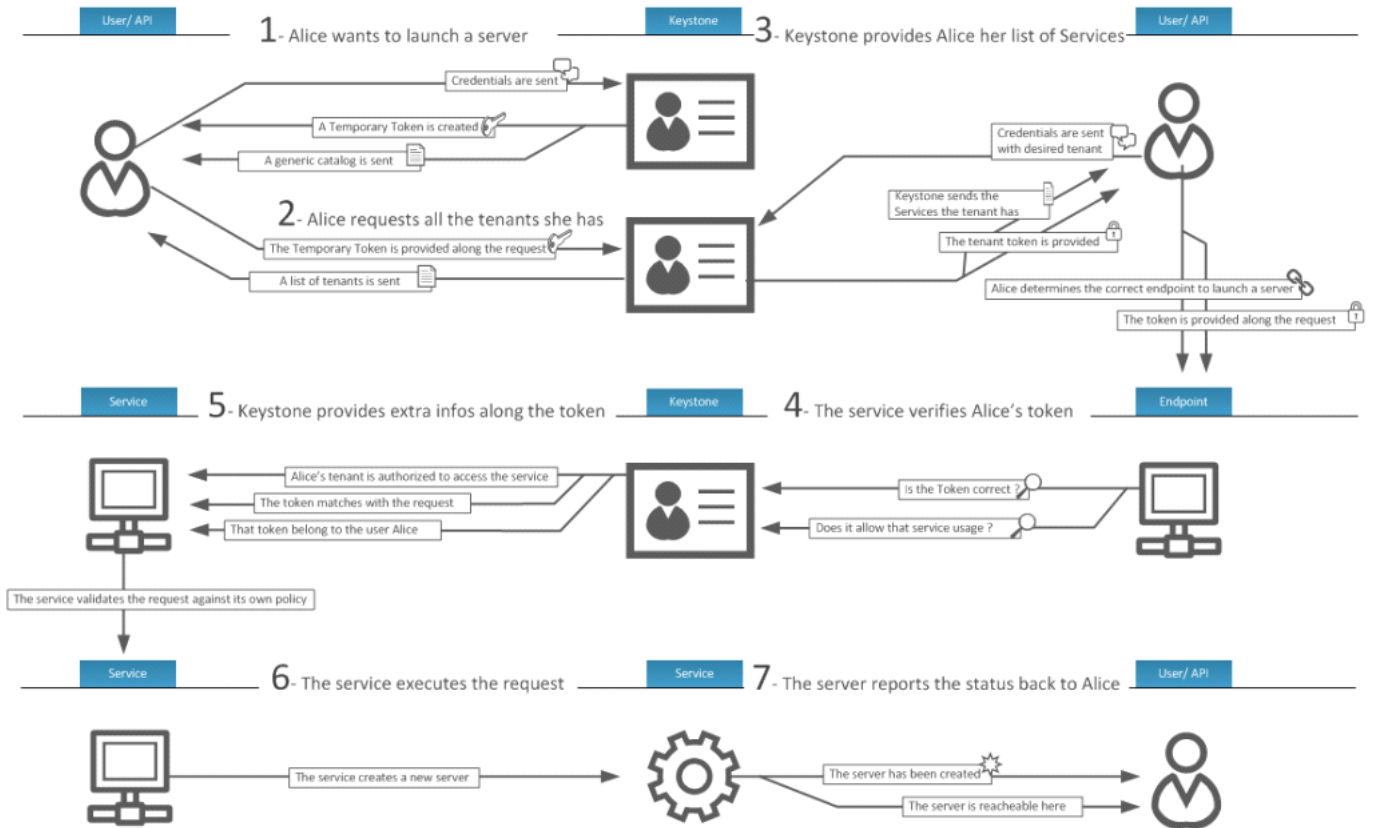 User/ API
1- Alice wants to launch a server
Keystone
3- Keystone provides Alice her list of Services
User/ API
Credentials are sent
A Temporary Token is created
A generic catalog is sent
Credentials are sent
with desired tenant
Keystone sends the
Services the tenant has
2- Alice requests all the tenants she has
The Temporary Token is provided along the request
The tenant token is provided
A list of tenants is sent
Alice determines the correct endpoint to launch a server
The token is provided along the request
Service
5- Keystone provides extra infos along the token
Keystone
4- The service verifies Alice's token
Endpoint
Alice's tenant is authorized to access the service
The token matches with the request
That token belong to the user Alice
Is the Token correct ?
Does it allow that service usage ?
The service validates the request against its own policy
Service
6- The service executes the request
Service
7- The server reports the status back to Alice
User/ API
The service creates a new server
The server has been created
The server is reacheable here